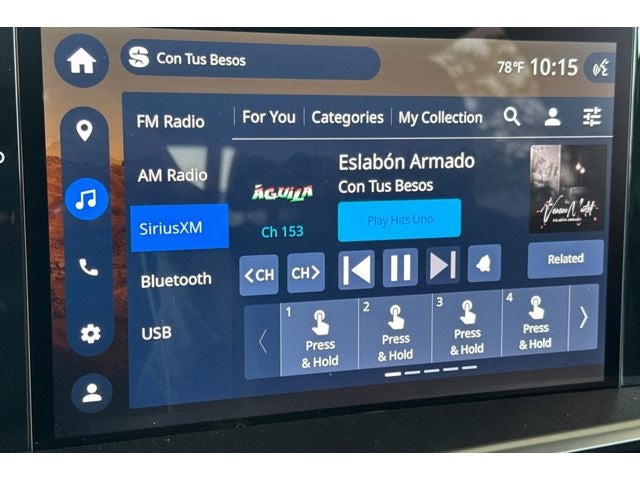 Con Tus Besos
78°F 10:15
FM Radio
For You
Categories
My Collection
AM Radio
Eslabón Armado
Con Tus Besos
ÁGUILA
SiriusXM
Ch 153
Play Hits Uno
ESLABON ARMADO
Bluetooth
<CH
CH>
Related
USB
1
Press
& Hold
2
Press
& Hold
3
Press
& Hold
4
Press
& Hold